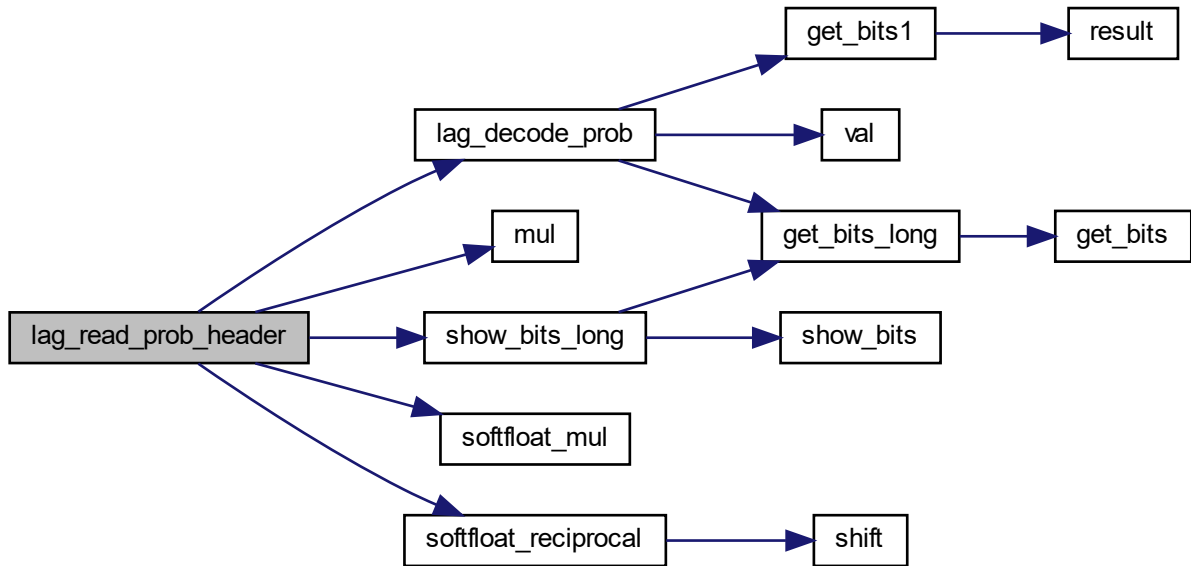 get_bits1
result
lag_decode_prob
val
mul
get_bits_long
get_bits
lag_read_prob_header
show_bits_long
show_bits
softfloat_mul
softfloat_reciprocal
shift